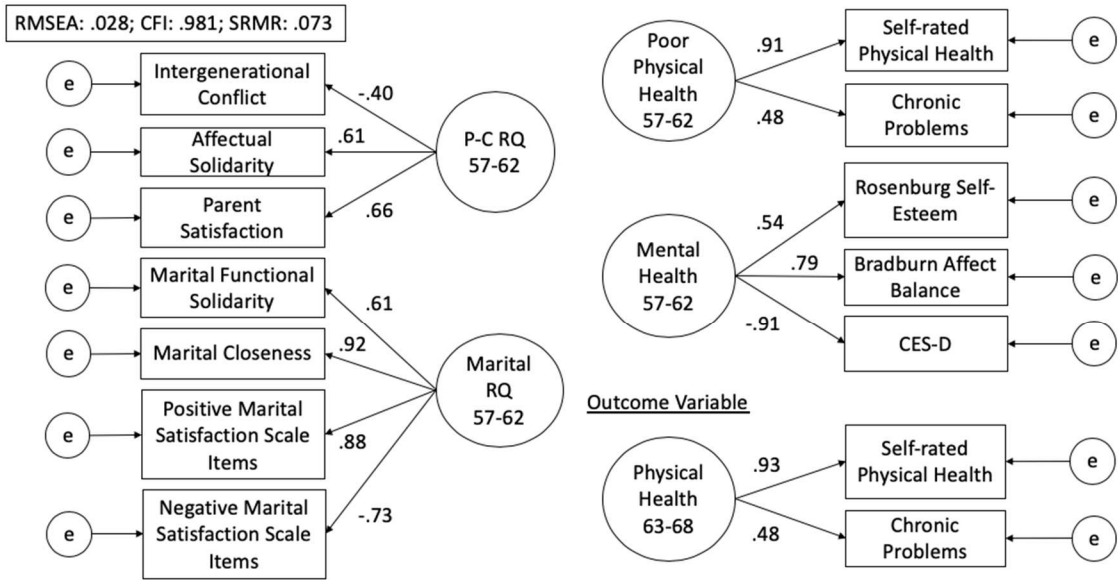 RMSEA: .028; CFI: .981; SRMR: .073
e
Intergenerational
Conflict
-.40
e
Affectual
Solidarity
.61
P-C RQ
57-62
e
Parent
Satisfaction
.66
e
Marital Functional
Solidarity
.61
e
Marital Closeness
.92
Marital
RQ
57-62
e
Positive Marital
Satisfaction Scale
Items
.88
e
Negative Marital
Satisfaction Scale
Items
-.73
Poor
Physical
Health
57-62
.91
Self-rated
Physical Health
e
.48
Chronic
Problems
e
Mental
Health
57-62
.54
Rosenburg Self-
Esteem
e
.79
Bradburn Affect
Balance
e
-.91
CES-D
e
Outcome Variable
Physical
Health
63-68
.93
Self-rated
Physical Health
e
.48
Chronic
Problems
e